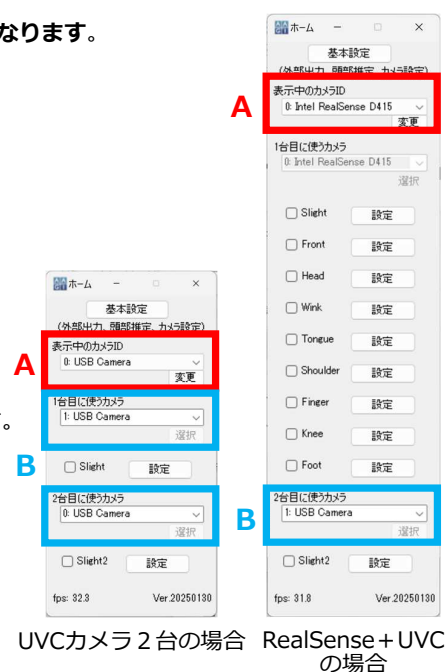 なります。
ホーム
基本設定
(外部出力、頭部推定、カメラ設定)
A
表示中のカメラID
0: Intel RealSense D415
変更
1台目に使うカメラ
0: Intel RealSense D415
選択
Slight
設定
Front
設定
Head
設定
Wink
設定
Tongue
設定
Shoulder
設定
Finger
設定
Knee
設定
Foot
設定
B
2台目に使うカメラ
1: USB Camera
選択
Slight2
設定
fps: 31.8
Ver.20250130
RealSense+UVC
の場合
ホーム
基本設定
(外部出力、頭部推定、カメラ設定)
A
表示中のカメラID
0: USB Camera
変更
1台目に使うカメラ
1: USB Camera
選択
。
B
Slight
設定
2台目に使うカメラ
0: USB Camera
選択
Slight2
設定
fps: 32.3
Ver.20250130
UVCカメラ２台の場合